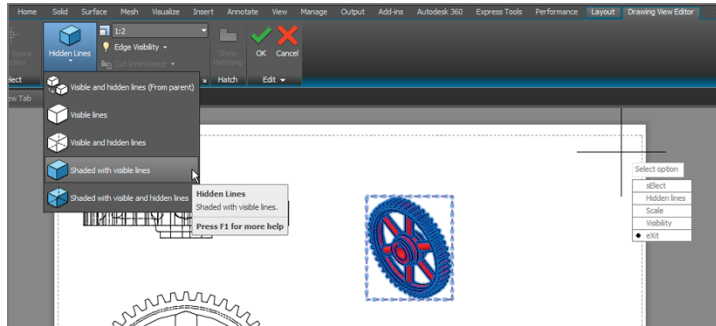 Home Solid Surface Mesh Visualize Insert Annotate View Manage Output Add-ins Autodesk 360 Express Tools Performance Layout Drawing View Editor
Space
Hidden Lines
1:2
Edge Visibility
Cut Inheritance
Show
Hatching
OK Cancel
Hatch Edit
Visible and hidden lines (From parent)
Visible lines
Visible and hidden lines
Shaded with visible lines
Shaded with visible and hidden lines
Hidden Lines
Shaded with visible lines.
Press F1 for more help
Select option
sElect
Hidden lines
Scale
Visibility
eXit